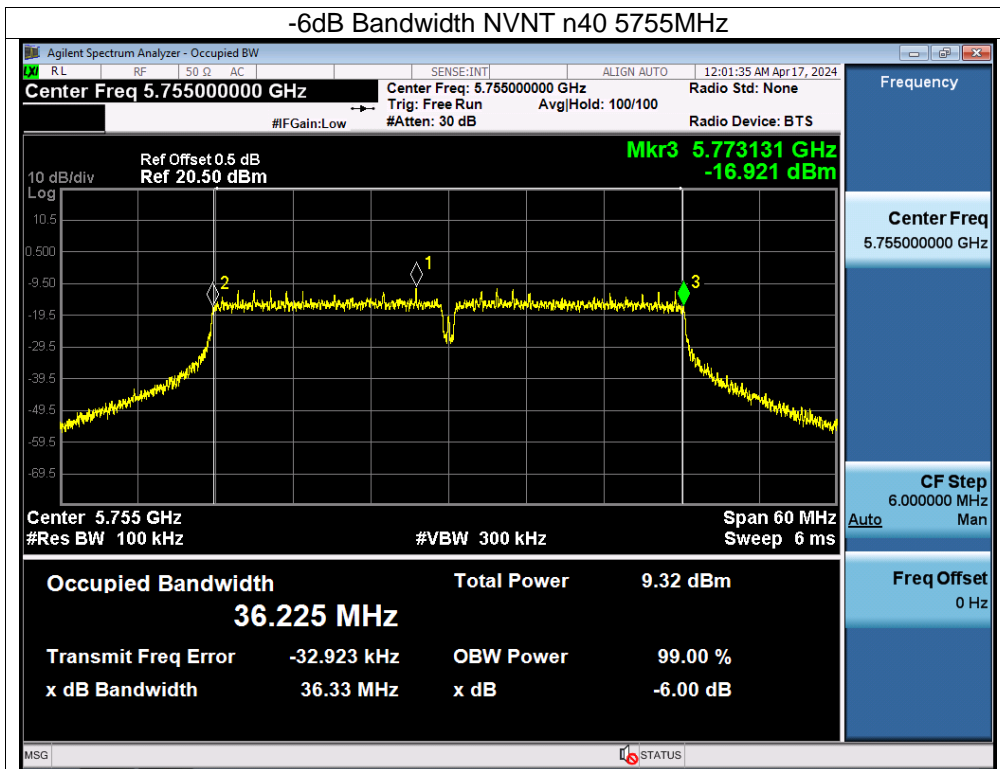 -6dB Bandwidth NVNT n40 5755MHz
Agilent Spectrum Analyzer - Occupied BW
LXI RL RF 50 Ω AC SENSE:INT ALIGN AUTO 12:01:35 AM Apr 17, 2024
Center Freq 5.755000000 GHz
Center Freq: 5.755000000 GHz
Radio Std: None
Trig: Free Run Avg|Hold: 100/100
#IFGain:Low #Atten: 30 dB Radio Device: BTS
Frequency
Ref Offset 0.5 dB
10 dB/div Ref 20.50 dBm
Mkr3 5.773131 GHz
-16.921 dBm
Log
10.5
0.500
-9.50
-19.5
-29.5
-39.5
-49.5
-59.5
-69.5
1
2
3
Center 5.755 GHz Span 60 MHz
#Res BW 100 kHz #VBW 300 kHz Sweep 6 ms
Center Freq
5.755000000 GHz
CF Step
6.000000 MHz
Auto Man
Freq Offset
0 Hz
Occupied Bandwidth Total Power 9.32 dBm
36.225 MHz
Transmit Freq Error -32.923 kHz OBW Power 99.00 %
x dB Bandwidth 36.33 MHz x dB -6.00 dB
MSG STATUS